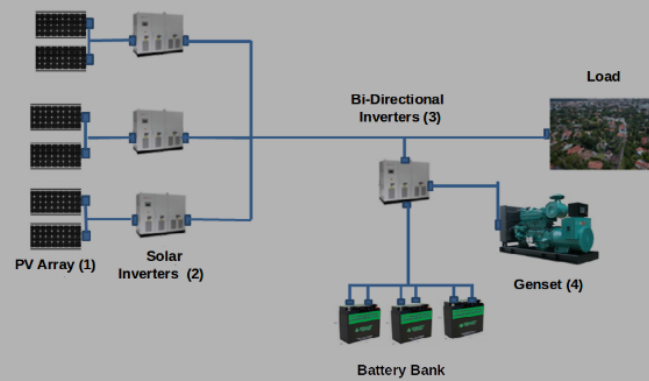 Load
Bi-Directional
Inverters (3)
PV Array (1)
Solar
Inverters (2)
Genset (4)
Battery Bank